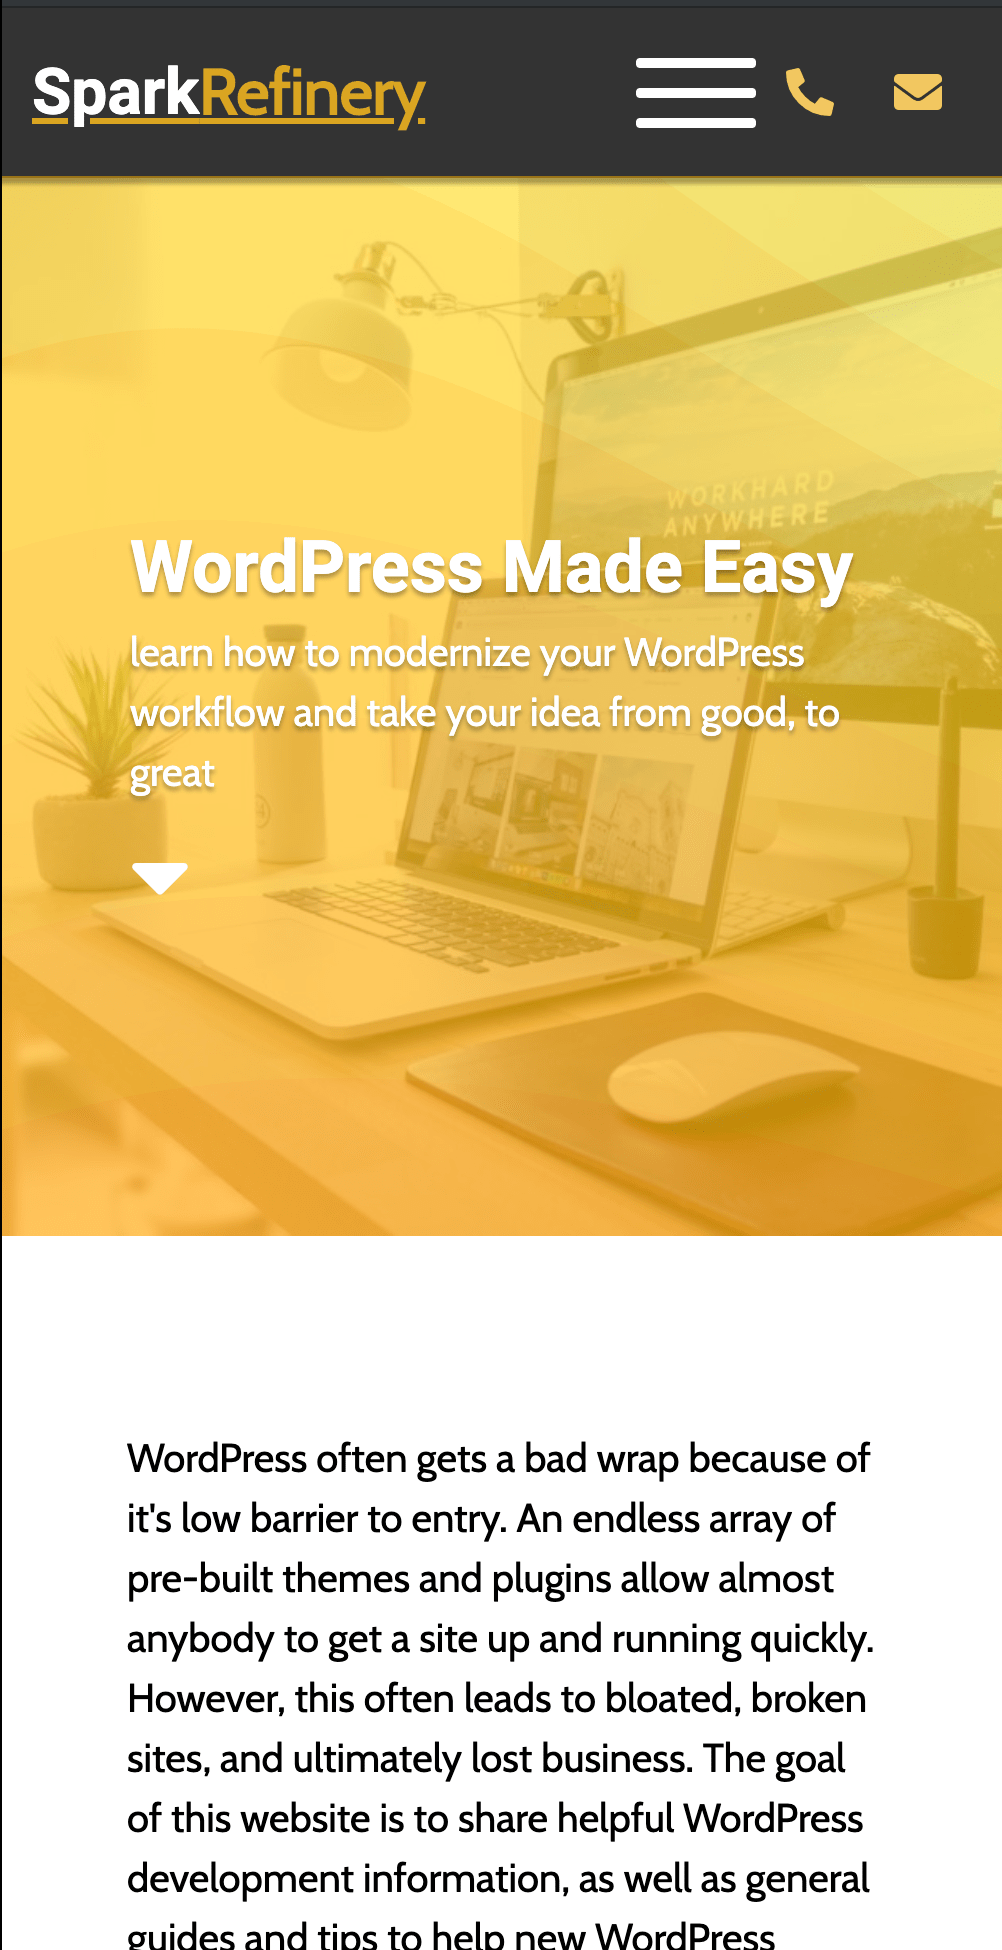 SparkRefinery
WORKHARD
ANYWHERE
WordPress Made Easy
learn how to modernize your WordPress
workflow and take your idea from good, to
great
WordPress often gets a bad wrap because of
it's low barrier to entry. An endless array of
pre-built themes and plugins allow almost
anybody to get a site up and running quickly.
However, this often leads to bloated, broken
sites, and ultimately lost business. The goal
of this website is to share helpful WordPress
development information, as well as general
guides and tips to help new WordPress